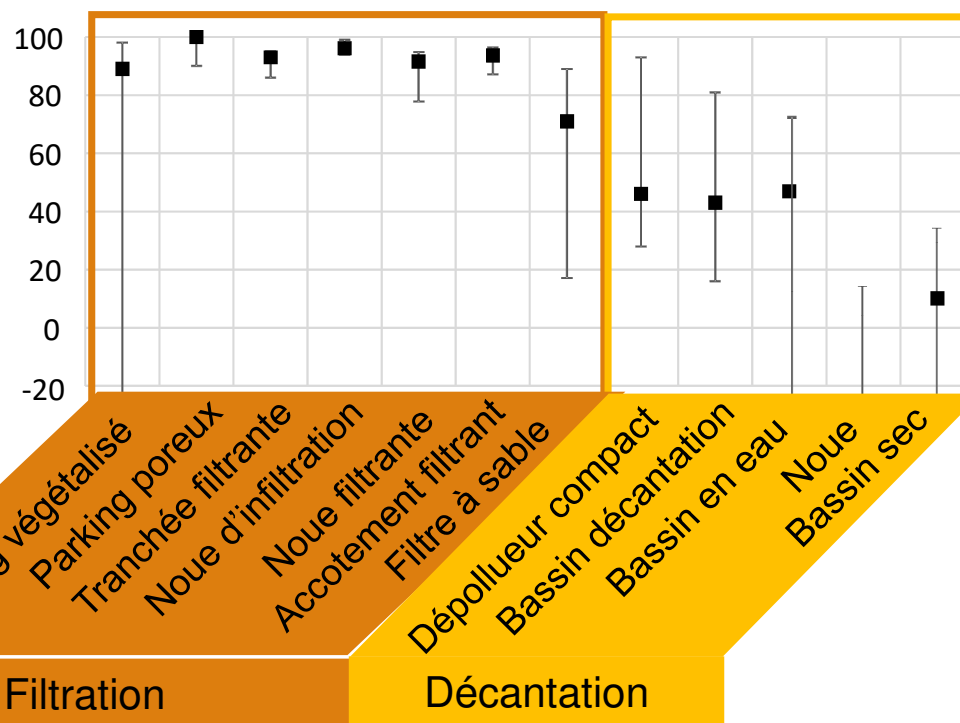 100
80
60
40
20
0
-20
végétalisé
Parking poreux
Tranchée filtrante
Noue d'infiltration
Noue filtrante
Accotement filtrant
Filtre à sable
Dépollueur compact
Bassin décantation
Bassin en eau
Noue
Bassin sec
Filtration
Décantation